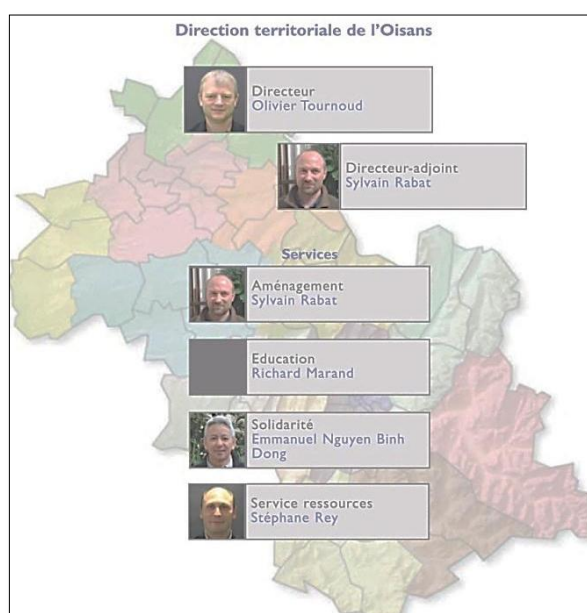 Direction territoriale de l'Oisans
Directeur
Olivier Tournoud
Directeur-adjoint
Sylvain Rabat
Services
Aménagement
Sylvain Rabat
Education
Richard Marand
Solidarité
Emmanuel Nguyen Binh
Dong
Service ressources
Stéphane Rey